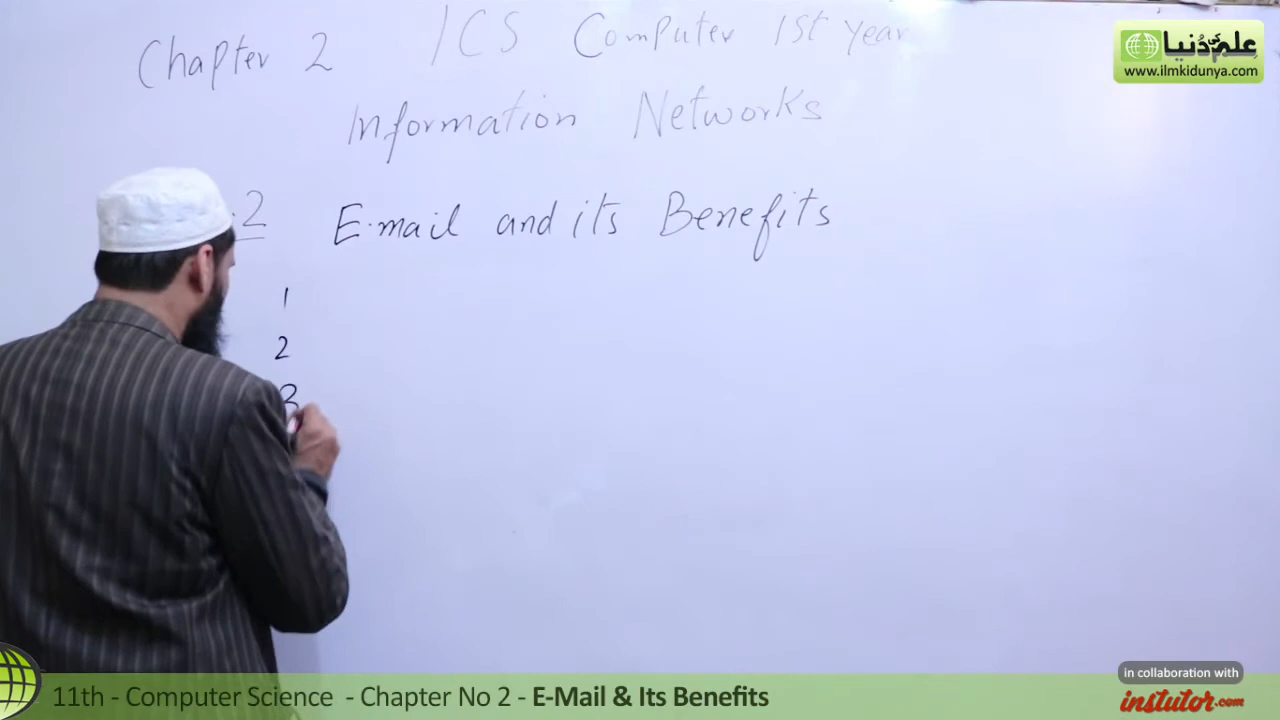 Chapter 2 ICS Computer 1st year
Information Networks
.2 E.mail and its Benefits
1
2
3
علم کی دنیا
www.ilmkidunya.com
11th - Computer Science - Chapter No 2 - E-Mail & Its Benefits
in collaboration with
instutor.com